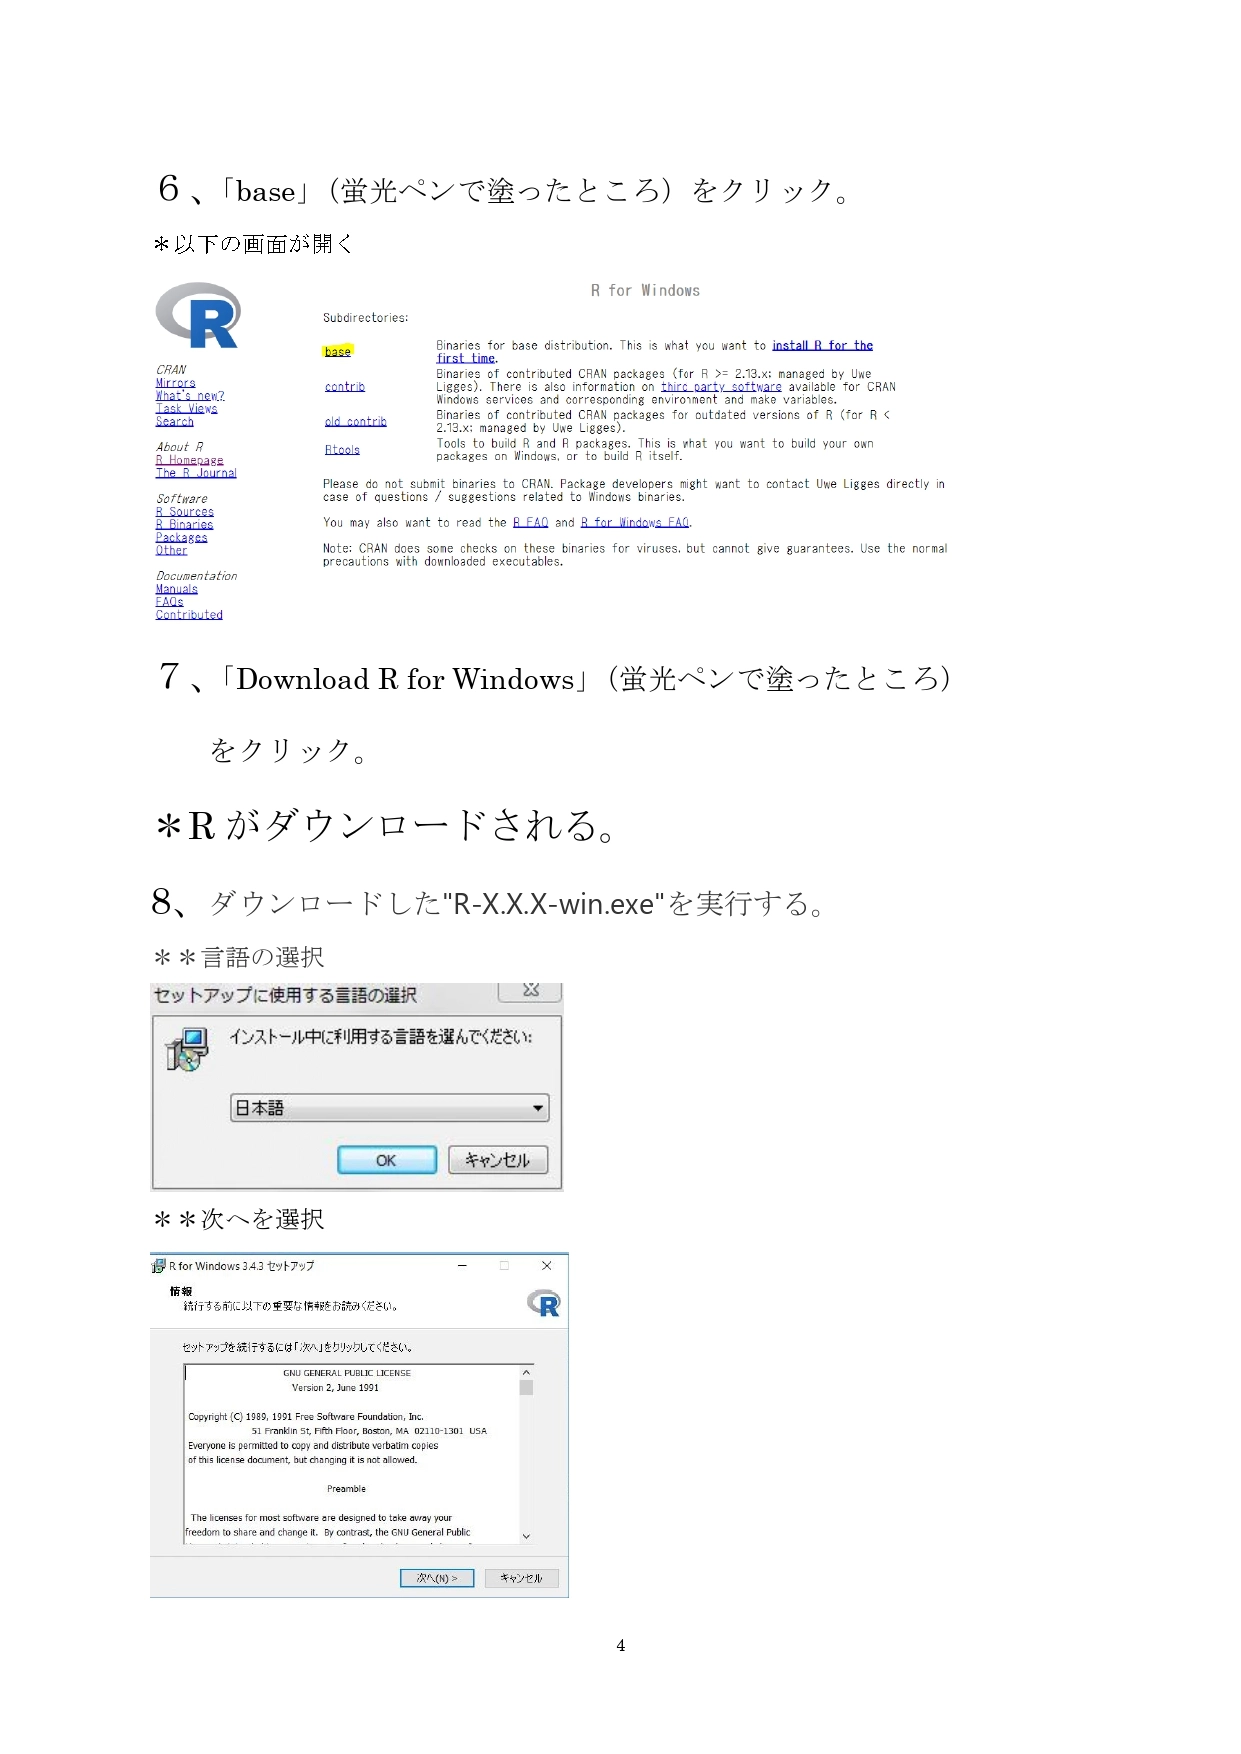 ６、「base」（蛍光ペンで塗ったところ）をクリック。
＊以下の画面が開く
R
CRAN
Mirrors
What's new?
Task Views
Search
About R
R Homepage
The R Journal
Software
R Sources
R Binaries
Packages
Other
Documentation
Manuals
FAQs
Contributed
R for Windows
Subdirectories:
base
Binaries for base distribution. This is what you want to install R for the
first time.
contrib
Binaries of contributed CRAN packages (for R >= 2.13.x; managed by Uwe
Ligges). There is also information on third party software available for CRAN
Windows services and corresponding environment and make variables.
old contrib
Binaries of contributed CRAN packages for outdated versions of R (for R <
2.13.x; managed by Uwe Ligges).
Rtools
Tools to build R and R packages. This is what you want to build your own
packages on Windows, or to build R itself.
Please do not submit binaries to CRAN. Package developers might want to contact Uwe Ligges directly in
case of questions / suggestions related to Windows binaries.
You may also want to read the R FAQ and R for Windows FAQ.
Note: CRAN does some checks on these binaries for viruses, but cannot give guarantees. Use the normal
precautions with downloaded executables.
７、「Download R for Windows」（蛍光ペンで塗ったところ）
をクリック。
＊R がダウンロードされる。
8、ダウンロードした"R-X.X.X-win.exe"を実行する。
＊＊言語の選択
セットアップに使用する言語の選択
インストール中に利用する言語を選んでください:
日本語
OK キャンセル
＊＊次へを選択
R for Windows 3.4.3 セットアップ
情報
続行する前に以下の重要な情報をお読みください。
R
セットアップを続行するには「次へ」をクリックしてください。
GNU GENERAL PUBLIC LICENSE
Version 2, June 1991
Copyright (C) 1989, 1991 Free Software Foundation, Inc.
51 Franklin St, Fifth Floor, Boston, MA 02110-1301 USA
Everyone is permitted to copy and distribute verbatim copies
of this license document, but changing it is not allowed.
Preamble
The licenses for most software are designed to take away your
freedom to share and change it. By contrast, the GNU General Public
次へ(N) > キャンセル
4